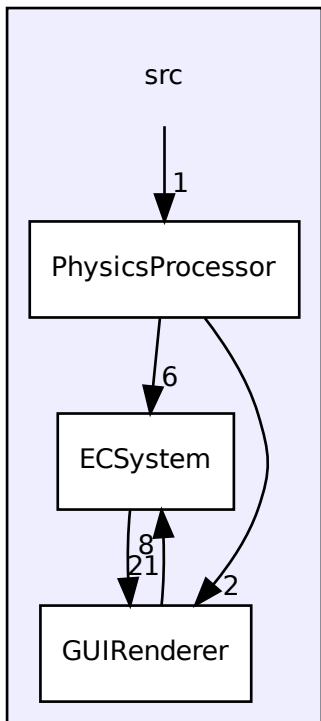 src
1
PhysicsProcessor
6
ECSystem
8
21
2
GUIRenderer